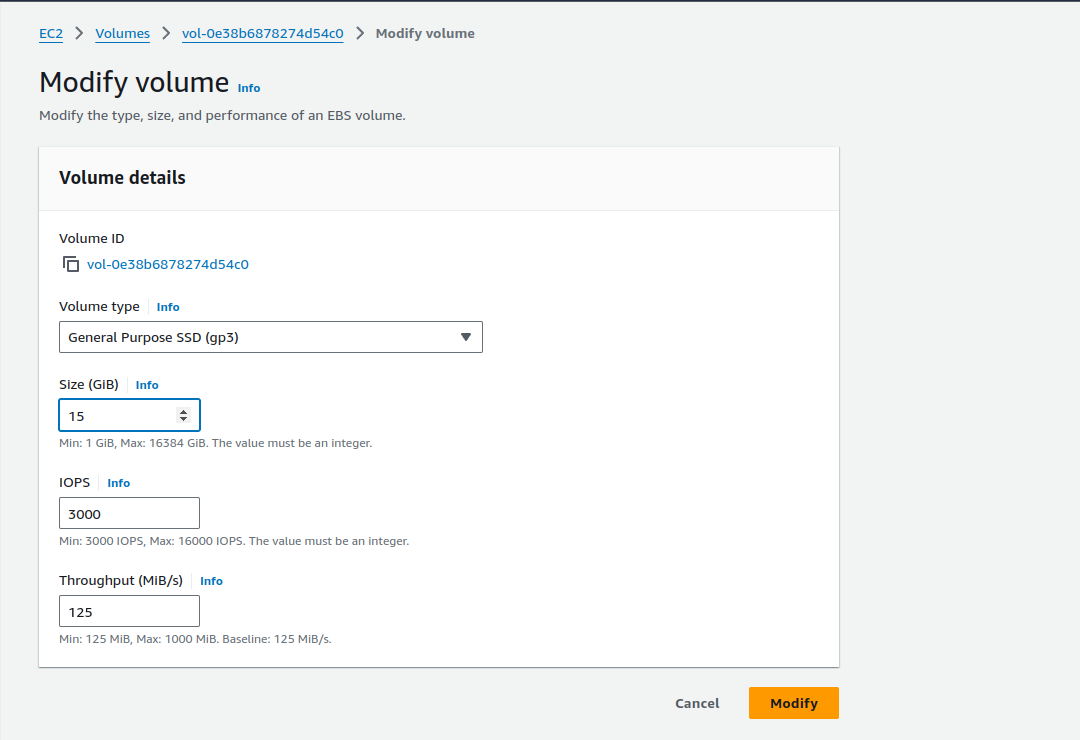 EC2 > Volumes > vol-0e38b6878274d54c0 > Modify volume
Modify volume Info
Modify the type, size, and performance of an EBS volume.
Volume details
Volume ID
vol-0e38b6878274d54c0
Volume type Info
General Purpose SSD (gp3)
Size (GiB) Info
15
Min: 1 GiB, Max: 16384 GiB. The value must be an integer.
IOPS Info
3000
Min: 3000 IOPS, Max: 16000 IOPS. The value must be an integer.
Throughput (MiB/s) Info
125
Min: 125 MiB, Max: 1000 MiB. Baseline: 125 MiB/s.
Cancel Modify